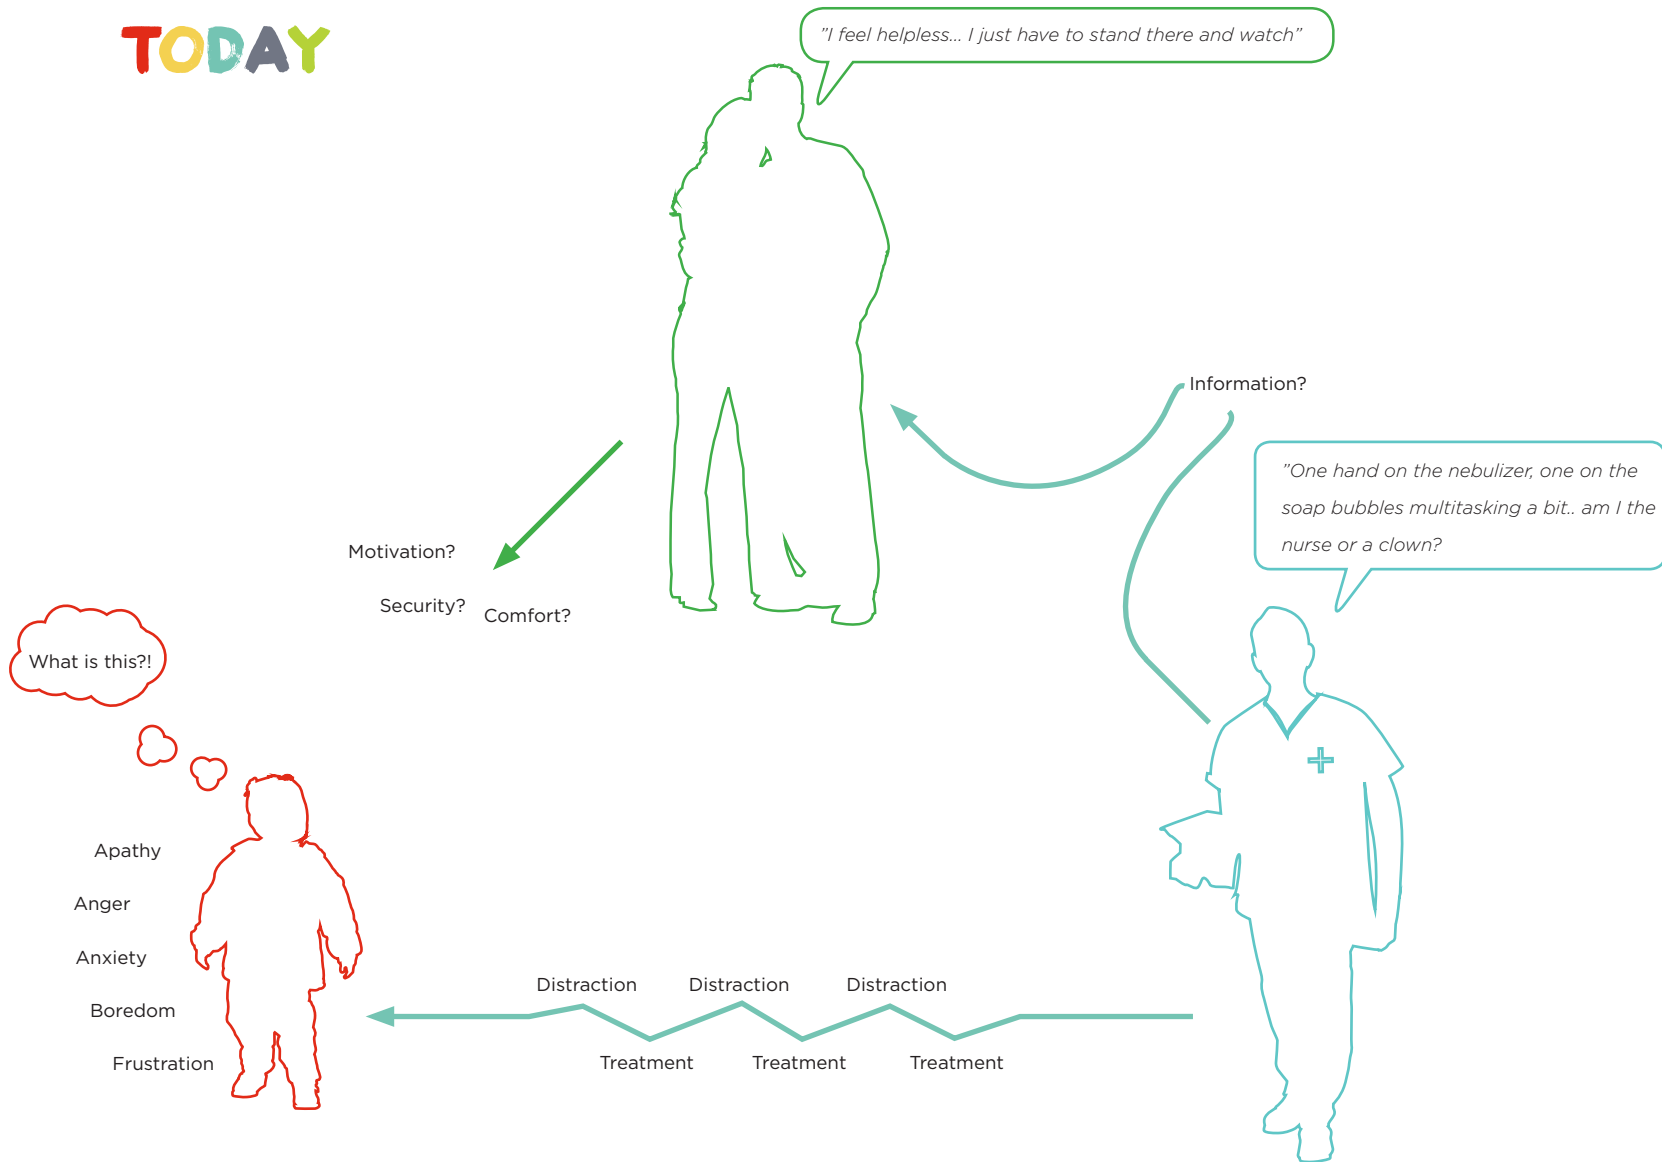 TODAY
"I feel helpless... I just have to stand there and watch"
Information?
"One hand on the nebulizer, one on the
soap bubbles multitasking a bit.. am I the
nurse or a clown?
Motivation?
Security?
Comfort?
What is this?!
Apathy
Anger
Anxiety
Boredom
Frustration
Distraction
Distraction
Distraction
Treatment
Treatment
Treatment